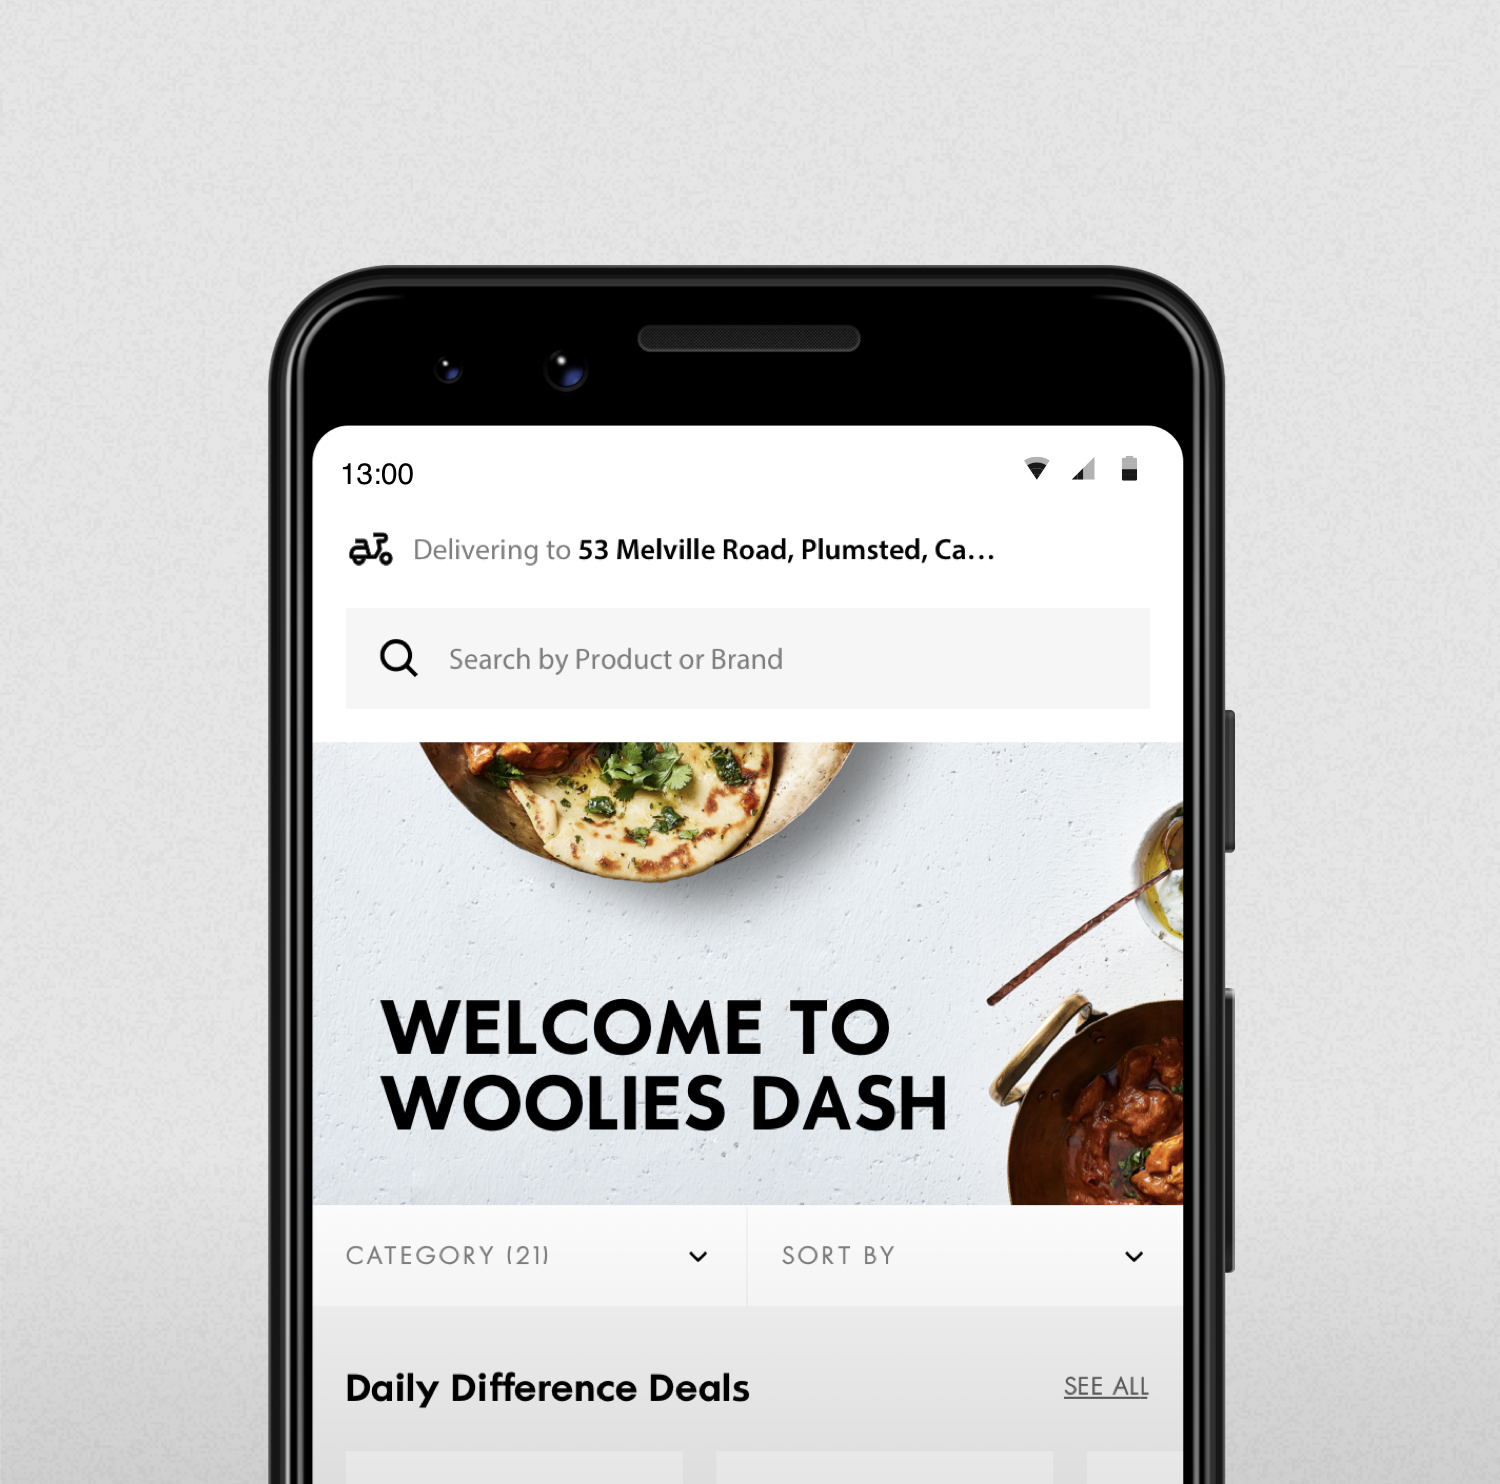 13:00
Delivering to 53 Melville Road, Plumsted, Ca...
Search by Product or Brand
WELCOME TO
WOOLIES DASH
CATEGORY (21)
SORT BY
Daily Difference Deals
SEE ALL